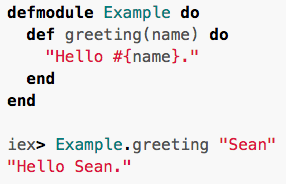 defmodule Example do
  def greeting(name) do
    "Hello #{name}."
  end
end

iex> Example.greeting "Sean"
"Hello Sean."